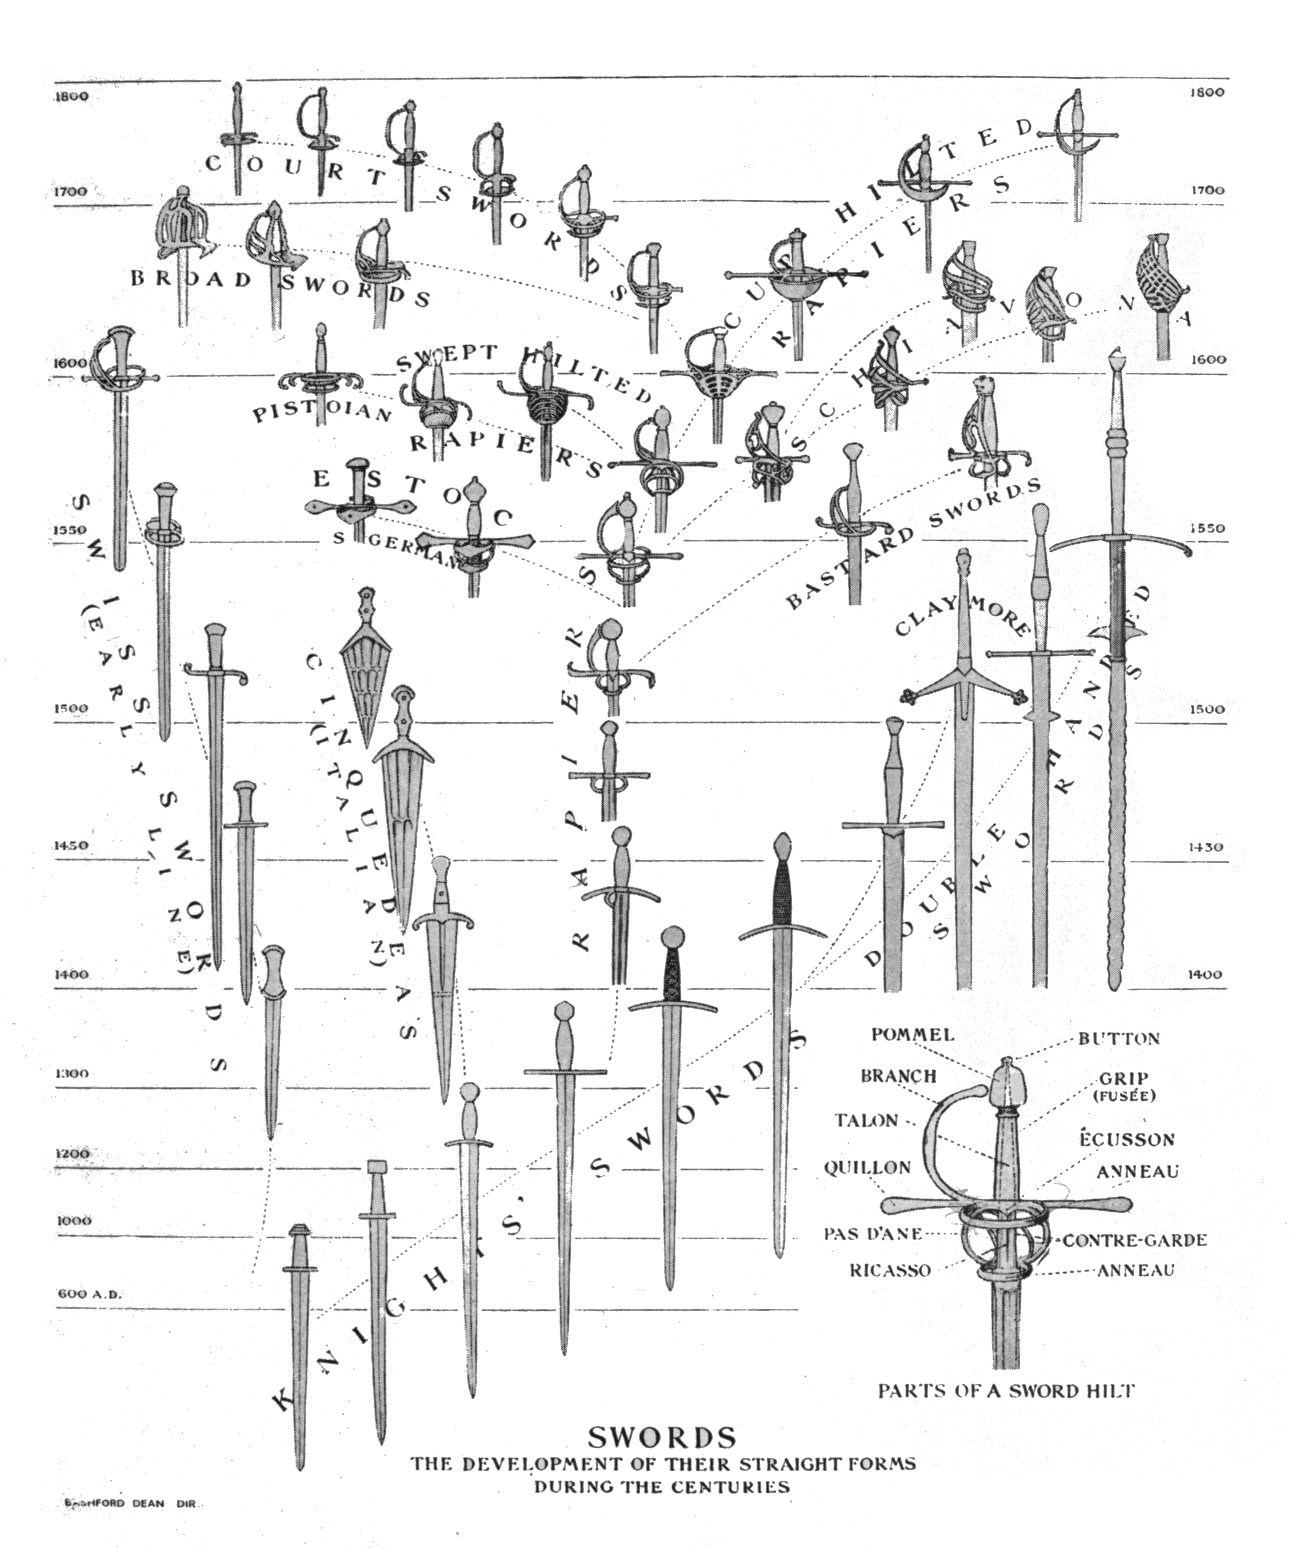 1800 1800
COURT SWORDS
CUP HILTED
RAPIERS
1700 1700
BROAD SWORDS
SCHIAVONA
1600 1600
SWEPT HILTED
PISTOIAN
RAPIERS
ESTOCS
GERMAN
BASTARD SWORDS
1550 1550
SWISS SWORDS
(EARLY SLLINE)
CINQUEDEA'S
(ITALIAN)
RAPIER
CLAYMORE
DOUBLE HANDED
SWORDS
1500 1500
1450 1430
1400 1400
1300
1200
1000
600 A.D.
KNIGHTS' SWORDS
POMMEL
BUTTON
BRANCH
GRIP
(FUSÉE)
TALON
ÉCUSSON
QUILLON
ANNEAU
PAS D'ANE
CONTRE-GARDE
RICASSO
ANNEAU
PARTS OF A SWORD HILT
SWORDS
THE DEVELOPMENT OF THEIR STRAIGHT FORMS
DURING THE CENTURIES
BASHFORD DEAN DIR.